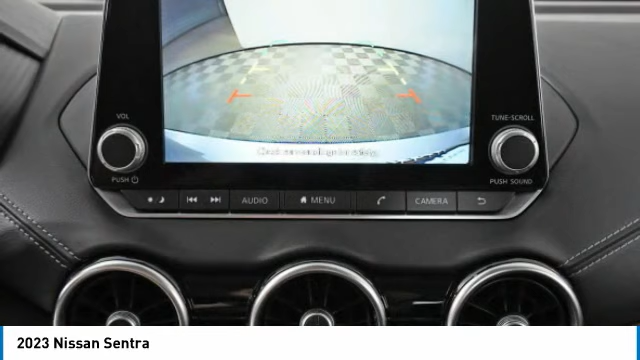 VOL
TUNE-SCROLL
PUSH
PUSH SOUND
AUDIO
MENU
CAMERA
2023 Nissan Sentra